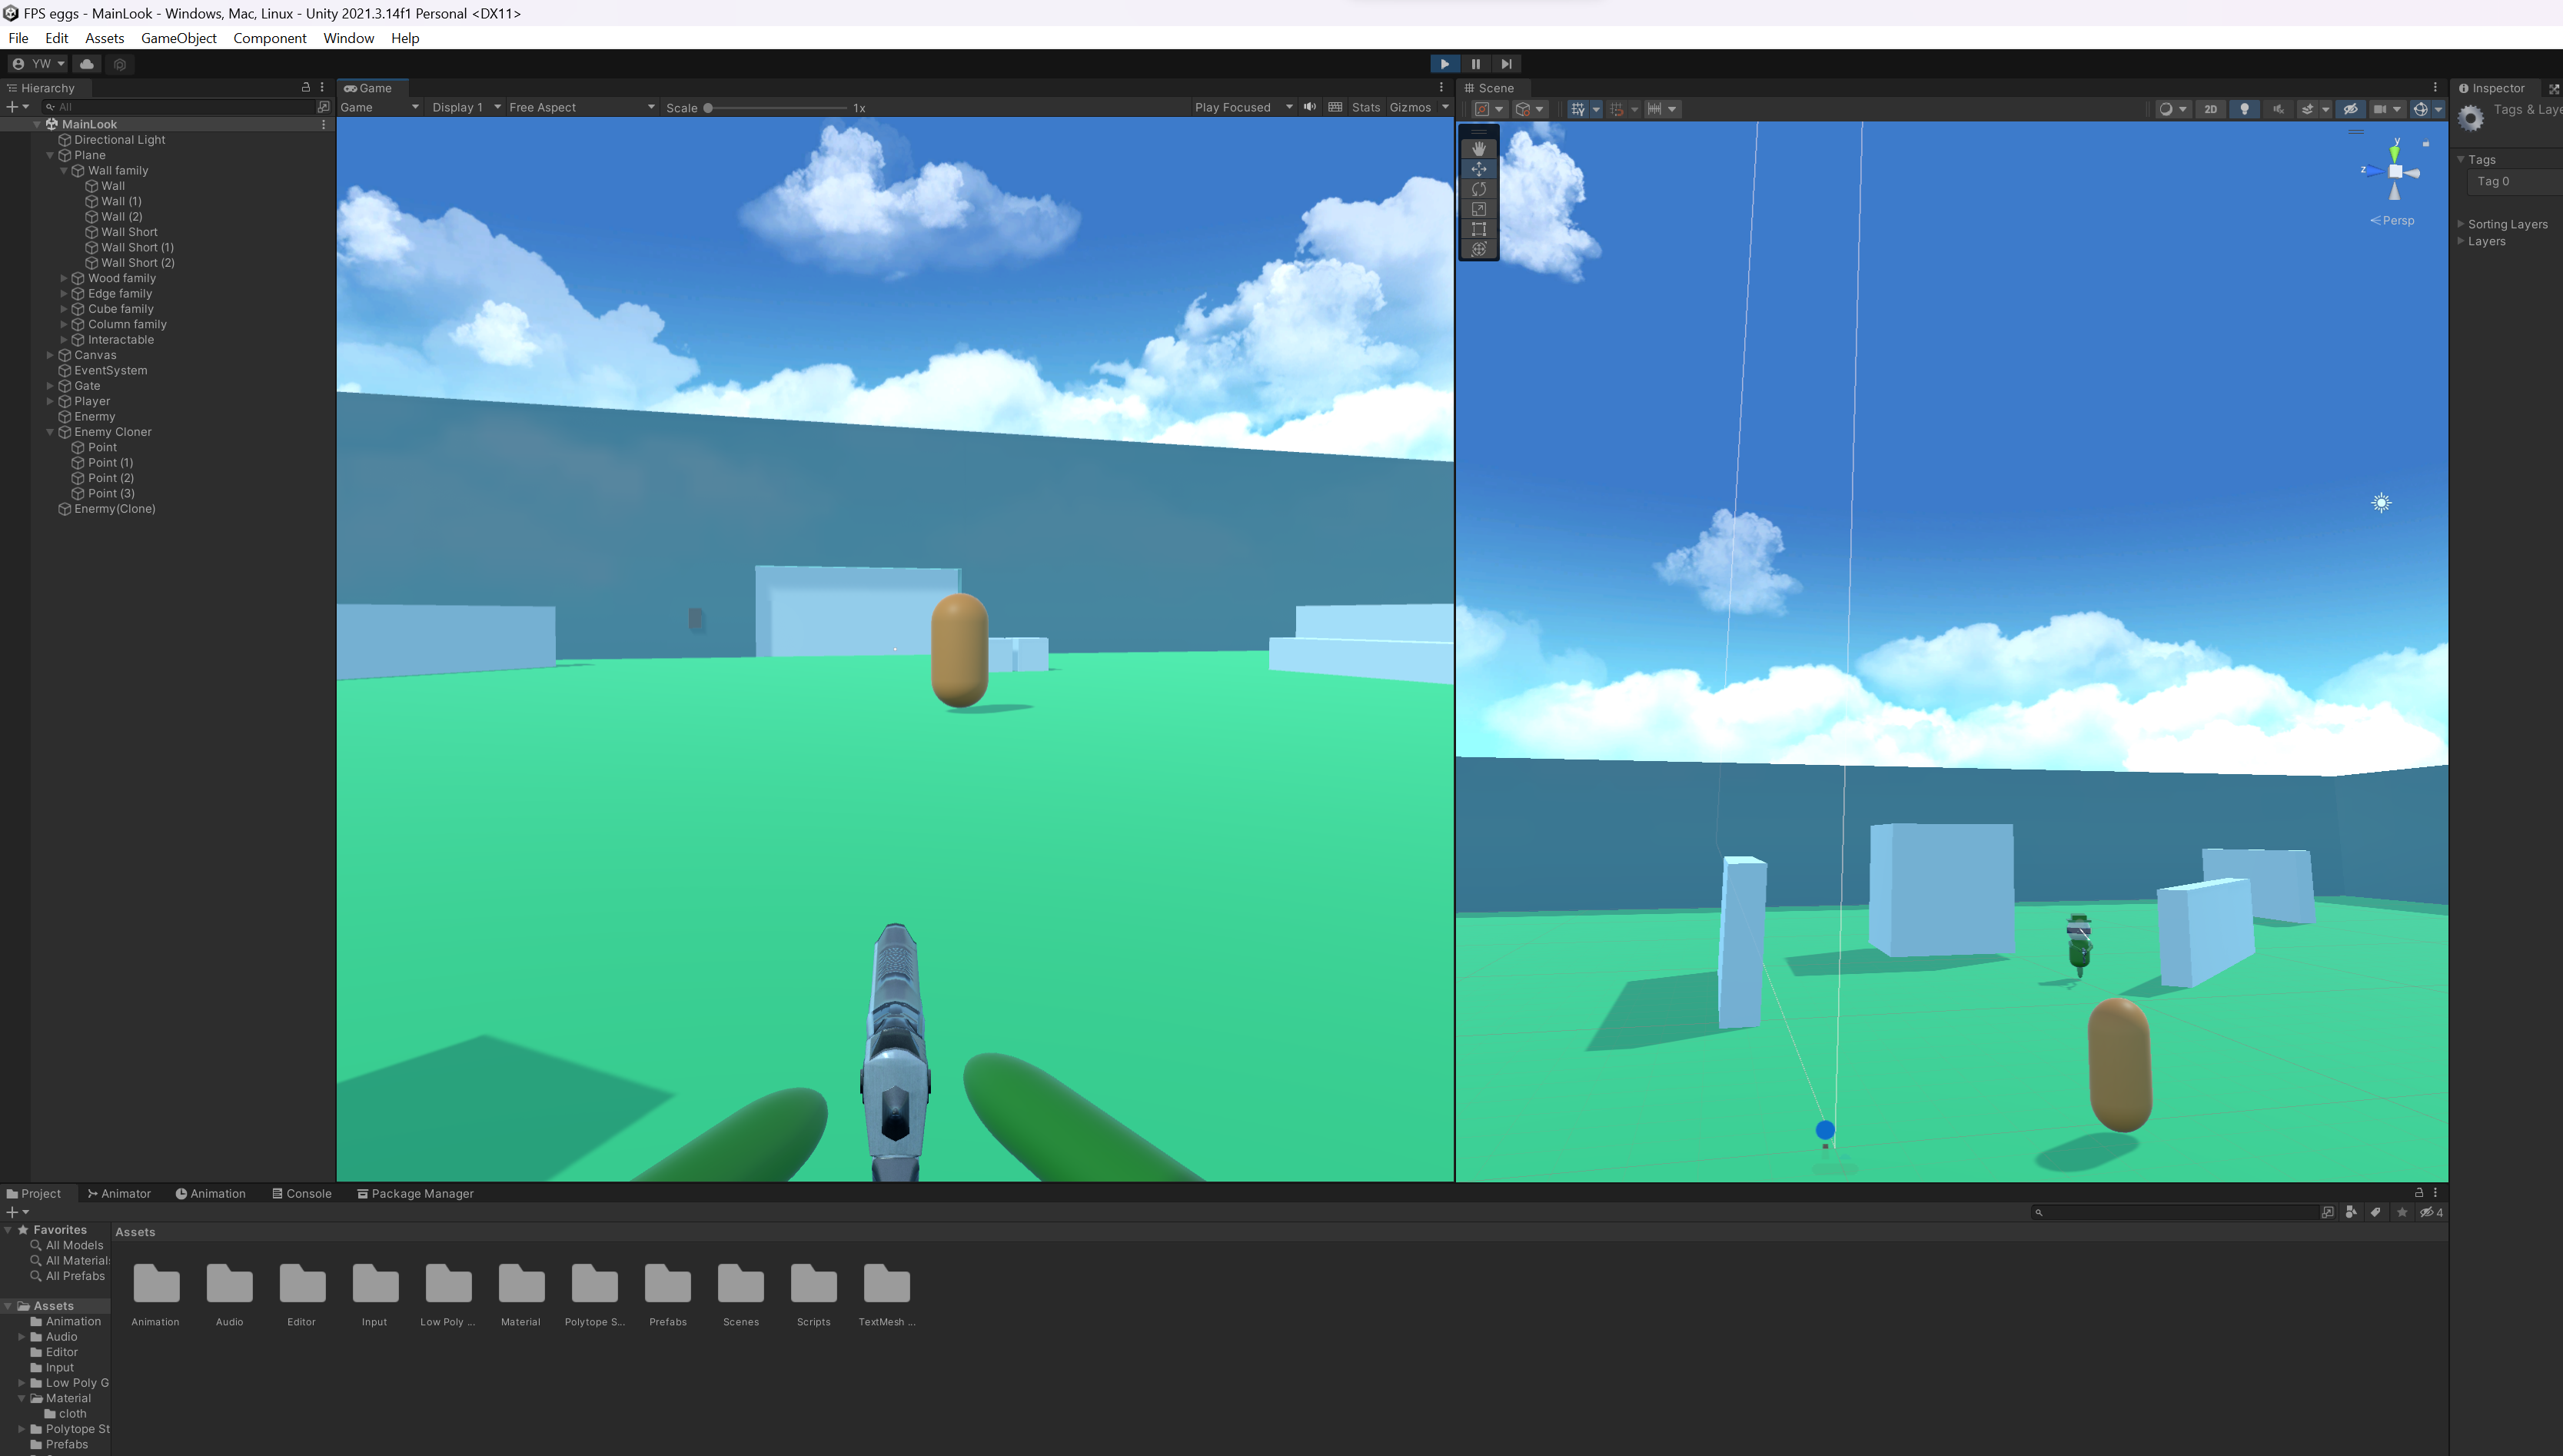 FPS eggs - MainLook - Windows, Mac, Linux - Unity 2021.3.14f1 Personal <DX11>
File Edit Assets GameObject Component Window Help
YW
Hierarchy
All
MainLook
Directional Light
Plane
Wall family
Wall
Wall (1)
Wall (2)
Wall Short
Wall Short (1)
Wall Short (2)
Wood family
Edge family
Cube family
Column family
Interactable
Canvas
EventSystem
Gate
Player
Enermy
Enemy Cloner
Point
Point (1)
Point (2)
Point (3)
Enermy(Clone)
Game
Game Display 1 Free Aspect Scale 1x Play Focused Stats Gizmos
Scene
2D
y
z
Persp
Inspector
Tags & Laye
Tags
Tag 0
Sorting Layers
Layers
Project Animator Animation Console Package Manager
4
Favorites
All Models
All Materials
All Prefabs
Assets
Animation
Audio
Editor
Input
Low Poly G
Material
cloth
Polytope St
Prefabs
Assets
Animation Audio Editor Input Low Poly ... Material Polytope S... Prefabs Scenes Scripts TextMesh ...